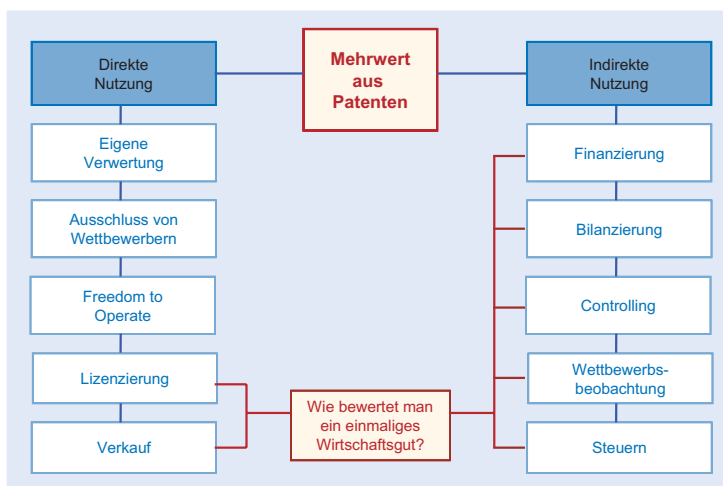 Direkte
Nutzung
Mehrwert
aus
Patenten
Indirekte
Nutzung
Eigene
Verwertung
Ausschluss von
Wettbewerbern
Freedom to
Operate
Lizenzierung
Verkauf
Wie bewertet man
ein einmaliges
Wirtschaftsgut?
Finanzierung
Bilanzierung
Controlling
Wettbewerbs-
beobachtung
Steuern